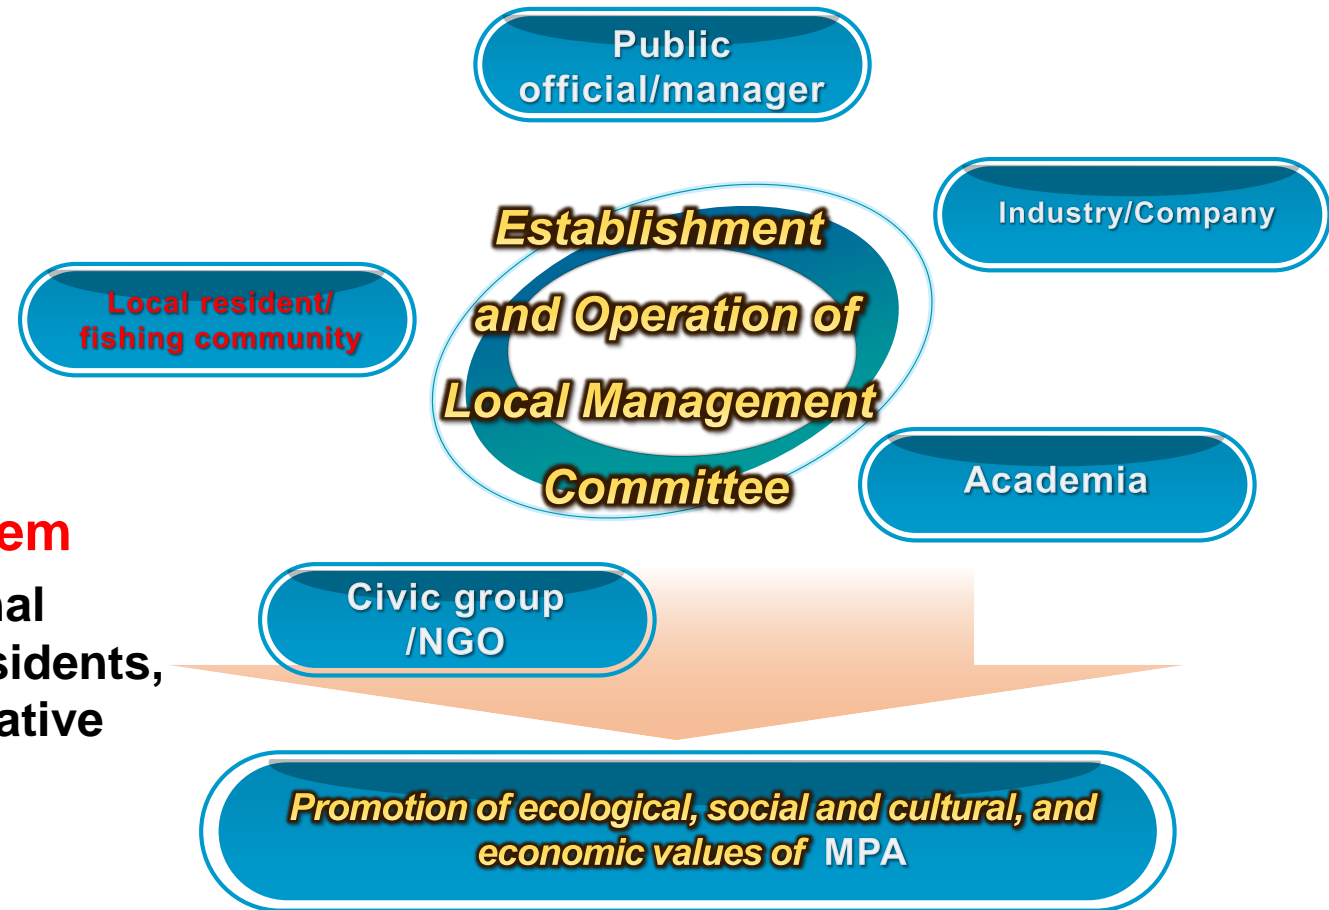 Public
official/manager
Industry/Company
Establishment
and Operation of
Local Management
Committee
Local resident/
fishing community
Academia
em
nal
sidents,
ative
Civic group
/NGO
Promotion of ecological, social and cultural, and
economic values of MPA